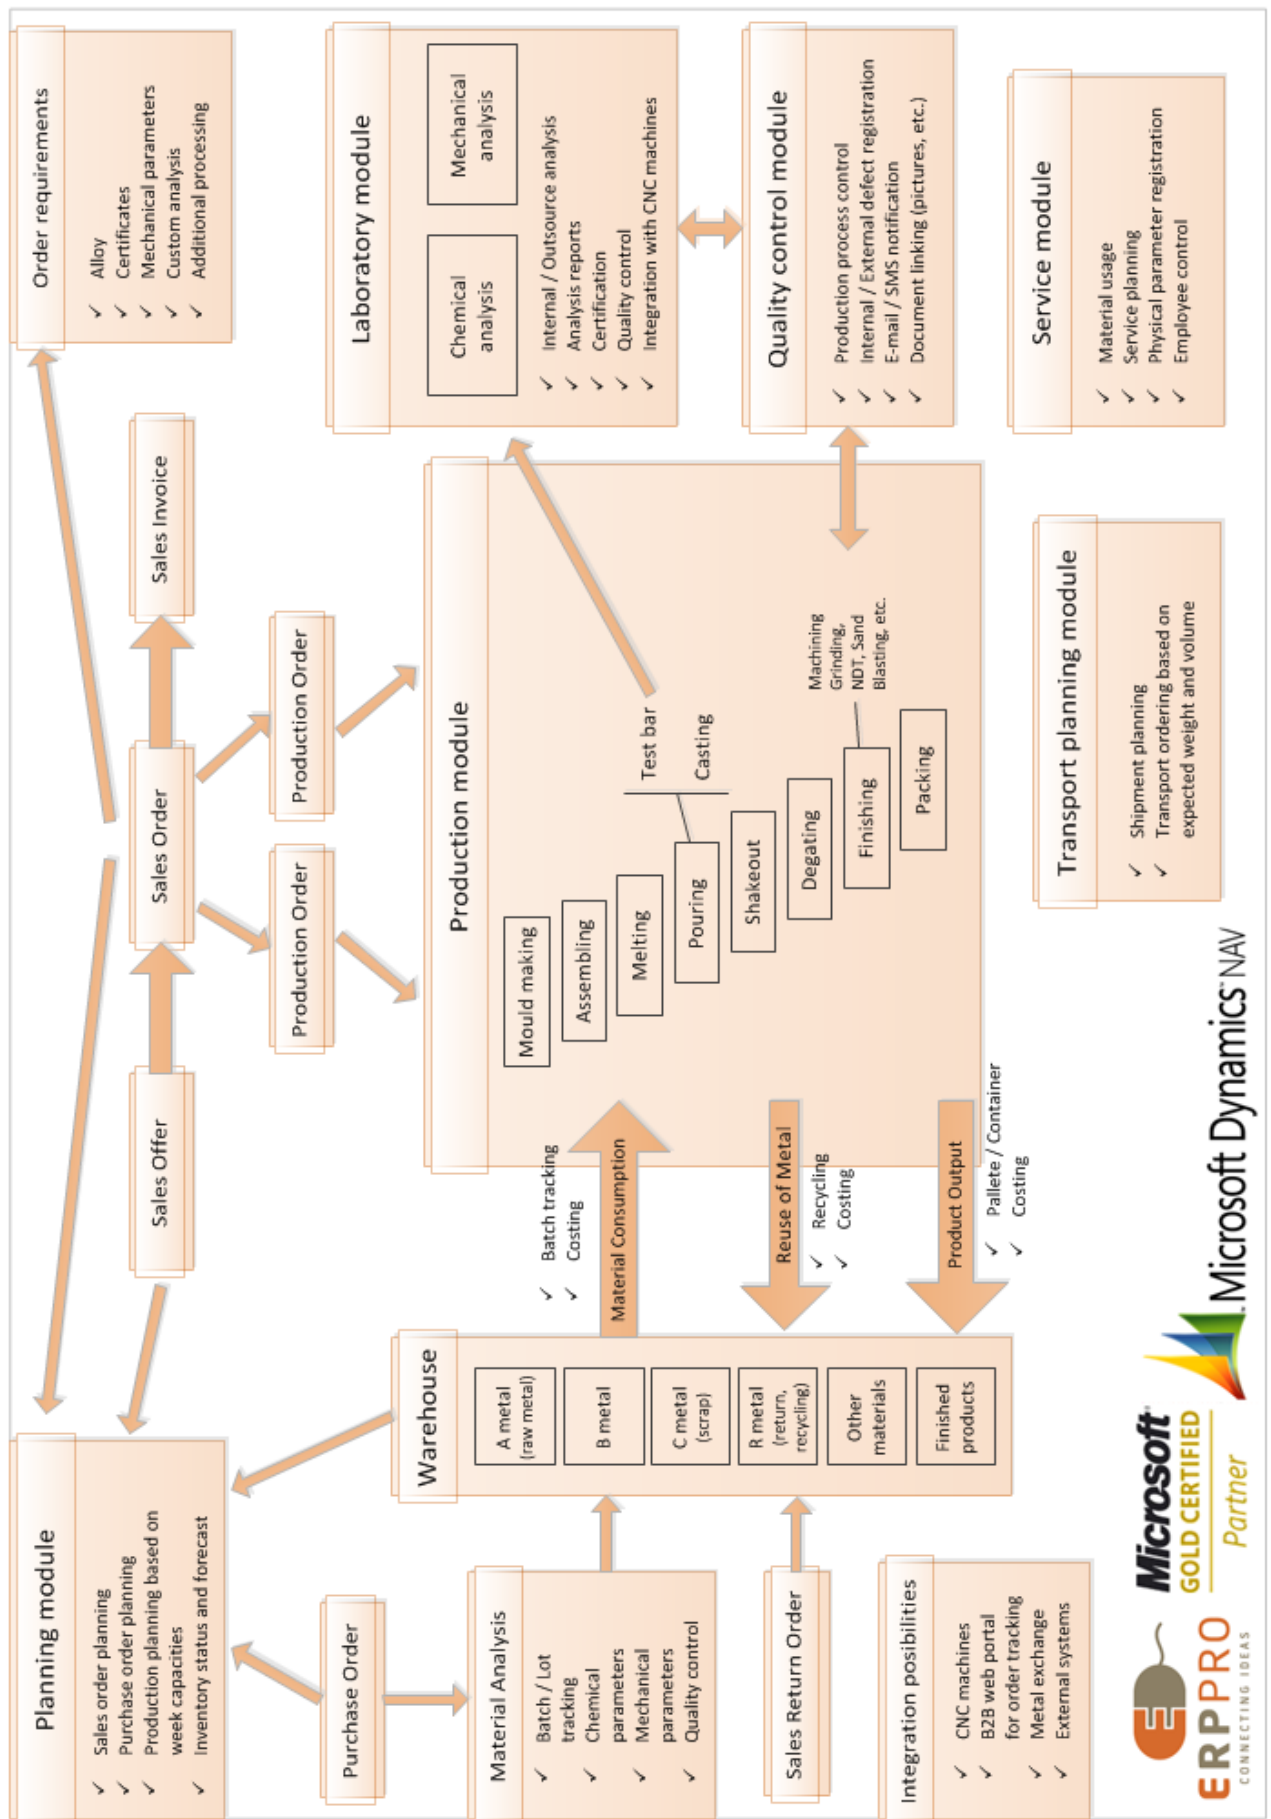 Planning module
✓ Sales order planning
✓ Purchase order planning
✓ Production planning based on
week capacities
✓ Inventory status and forecast
Order requirements
✓ Alloy
✓ Certificates
✓ Mechanical parameters
✓ Custom analysis
✓ Additional processing
Sales Offer
Sales Order
Sales Invoice
Purchase Order
Production Order
Production Order
Material Analysis
✓ Batch / Lot
tracking
✓ Chemical
parameters
✓ Mechanical
parameters
✓ Quality control
Sales Return Order
Integration posibilities
✓ CNC machines
✓ B2B web portal
for order tracking
✓ Metal exchange
✓ External systems
Warehouse
A metal
(raw metal)
B metal
C metal
(scrap)
R metal
(return,
recycling)
Other
materials
Finished
products
✓ Batch tracking
✓ Costing
Material Consumption
Reuse of Metal
✓ Recycling
✓ Costing
Product Output
✓ Pallete / Container
✓ Costing
Production module
Mould making
Assembling
Melting
Pouring
Test bar
Casting
Shakeout
Degating
Finishing
Machining
Grinding,
NDT, Sand
Blasting, etc.
Packing
Laboratory module
Chemical
analysis
Mechanical
analysis
✓ Internal / Outsource analysis
✓ Analysis reports
✓ Certification
✓ Quality control
✓ Integration with CNC machines
Quality control module
✓ Production process control
✓ Internal / External defect registration
✓ E-mail / SMS notification
✓ Document linking (pictures, etc.)
Transport planning module
✓ Shipment planning
✓ Transport ordering based on
expected weight and volume
Service module
✓ Material usage
✓ Service planning
✓ Physical parameter registration
✓ Employee control
ERPPRO
CONNECTING IDEAS
Microsoft
GOLD CERTIFIED
Partner
Microsoft Dynamics NAV